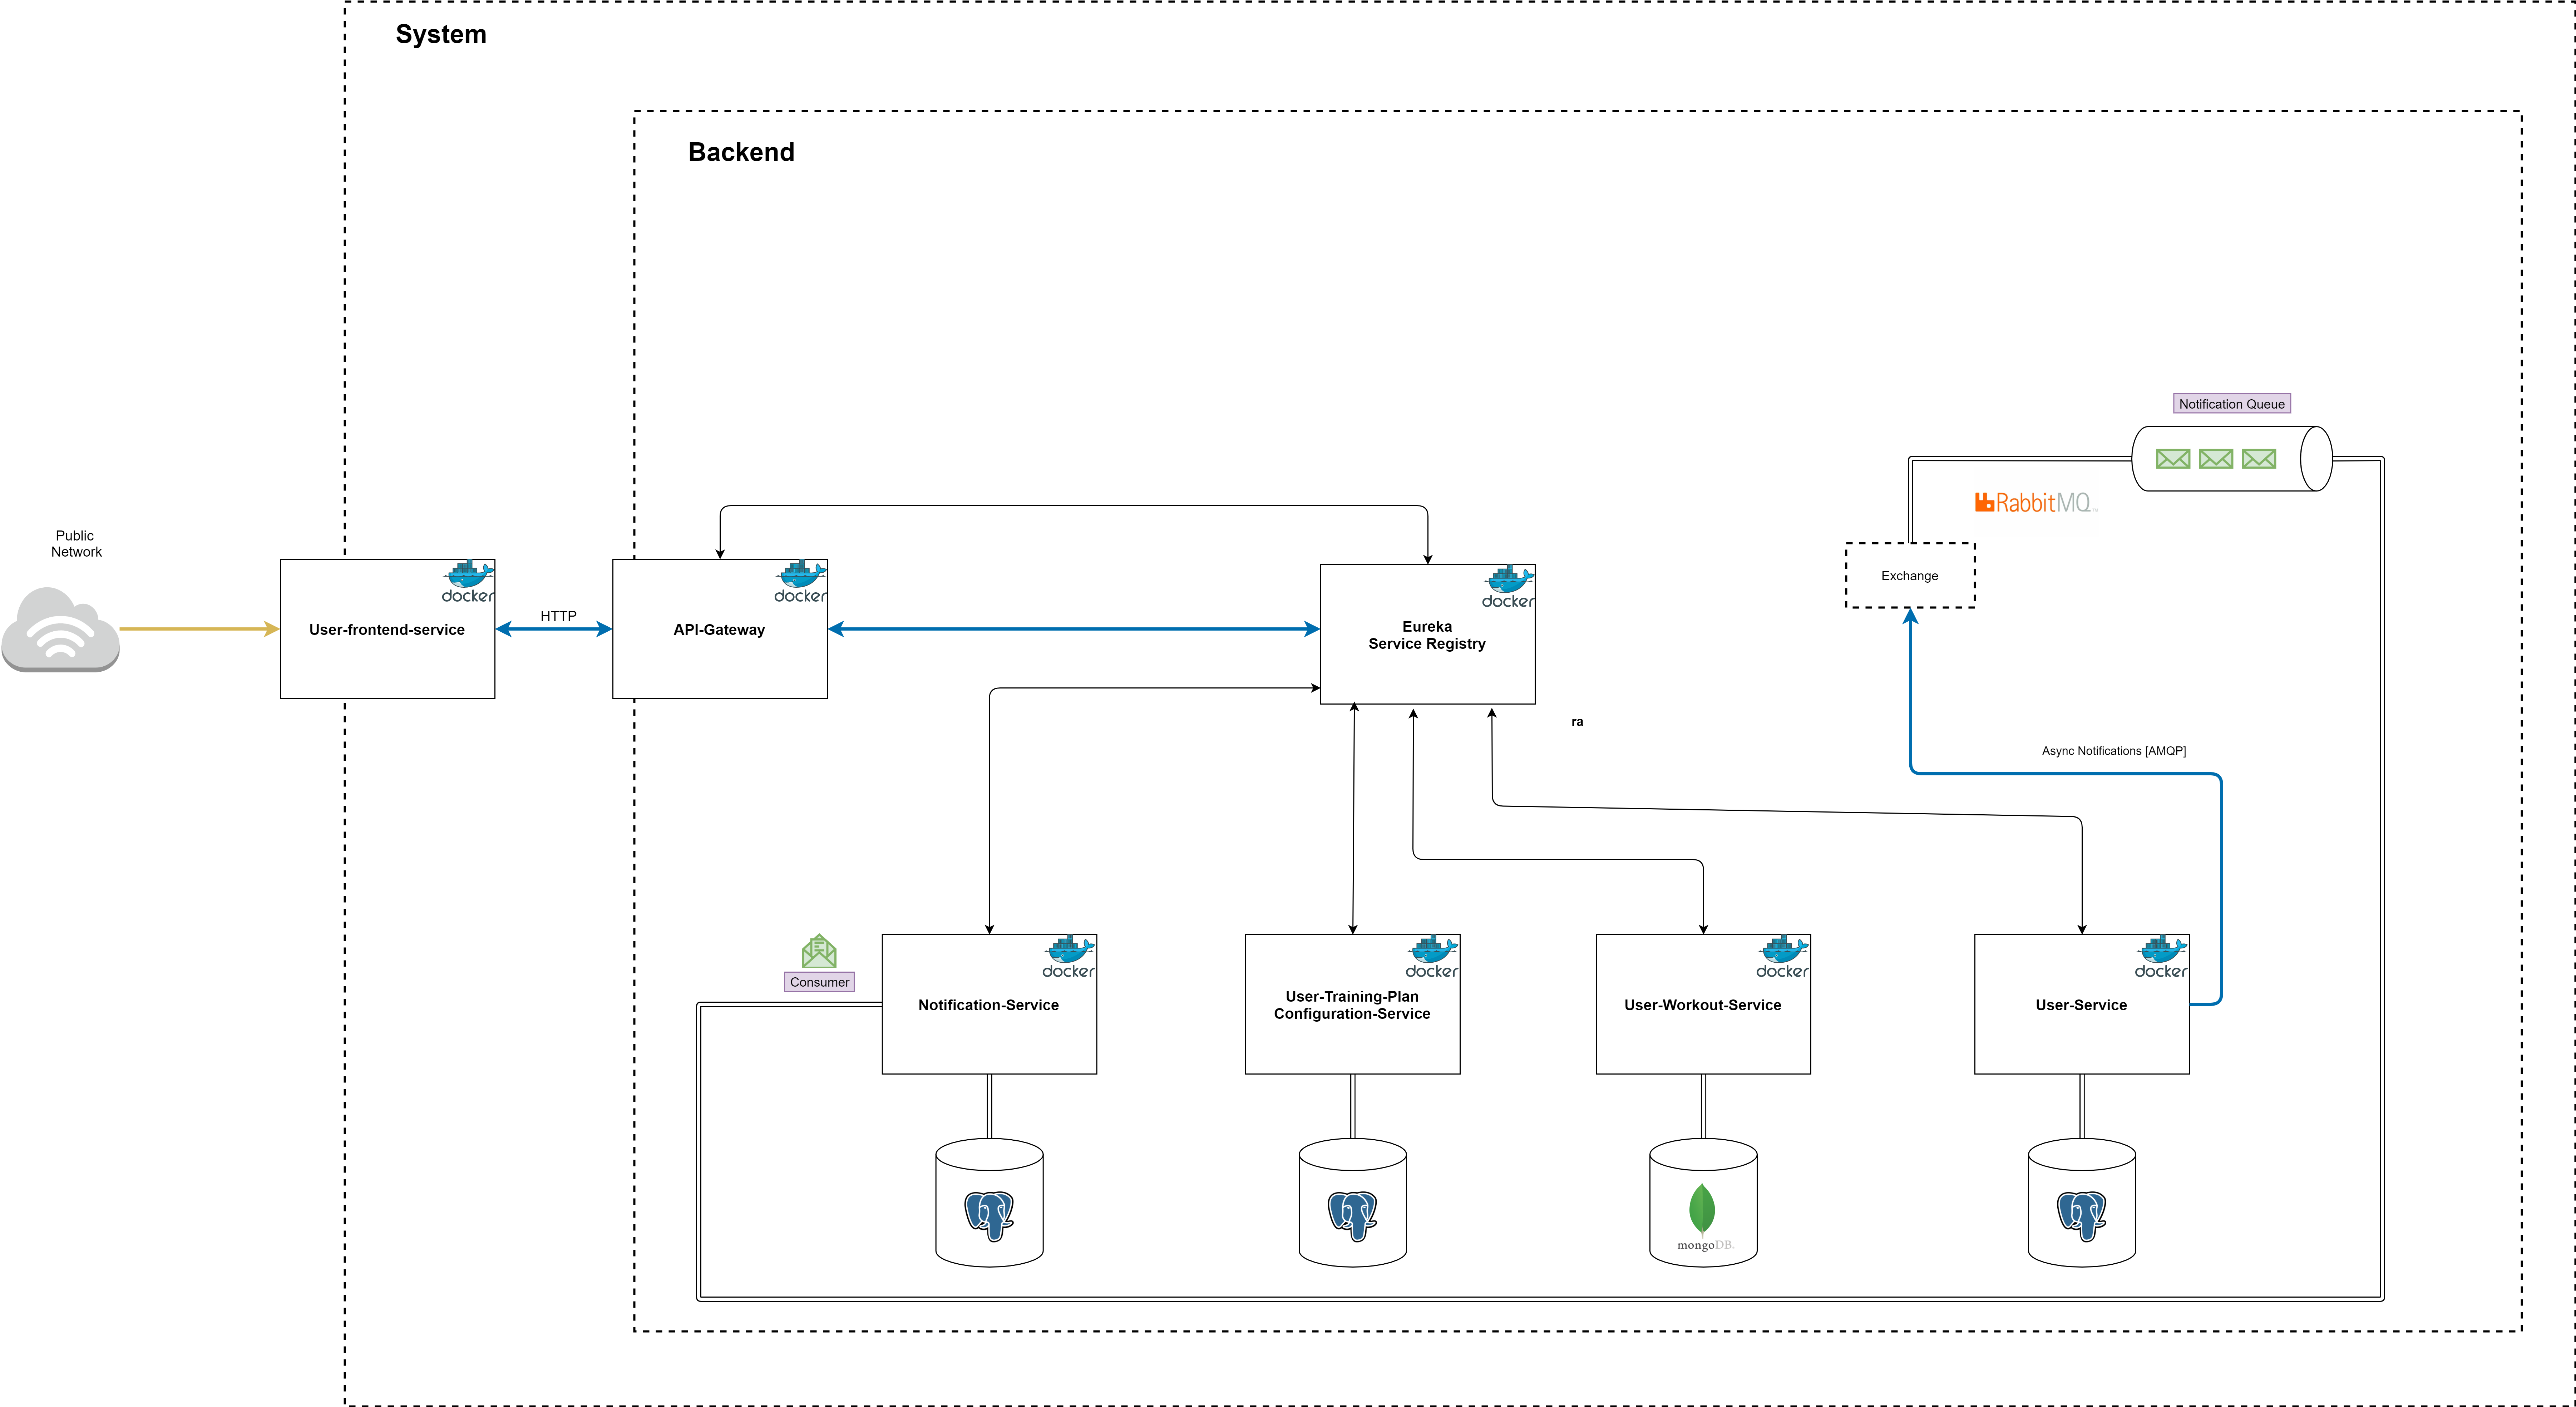 System
Backend
Notification Queue
RabbitMQ
Public
Network
docker
docker
docker
Exchange
HTTP
User-frontend-service
API-Gateway
Eureka
Service Registry
ra
Async Notifications [AMQP]
docker
docker
docker
docker
Consumer
Notification-Service
User-Training-Plan
Configuration-Service
User-Workout-Service
User-Service
mongoDB.